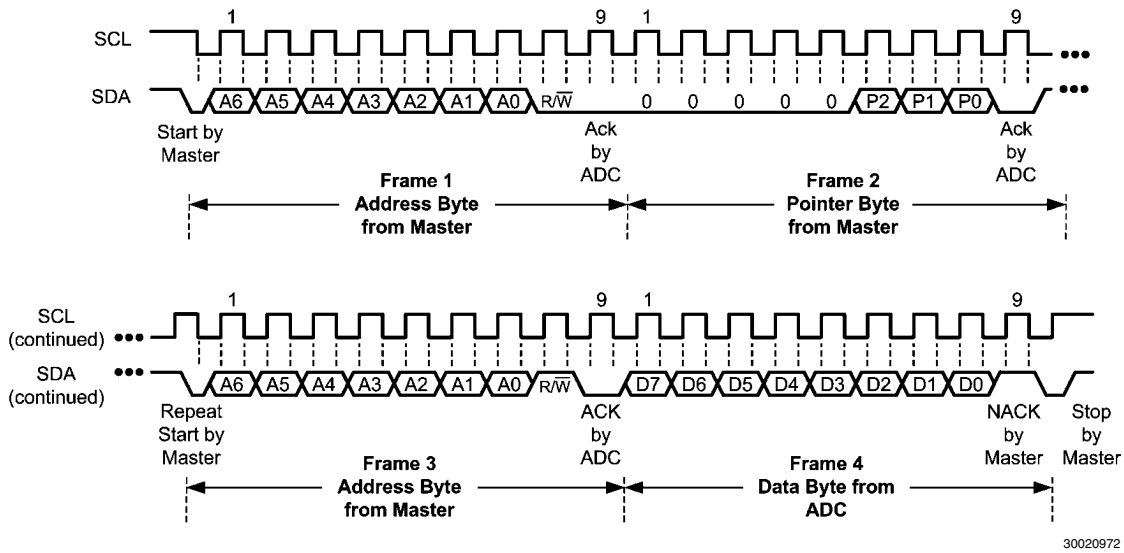 1 9 1 9
SCL
SDA A6 A5 A4 A3 A2 A1 A0 R/W̅ 0 0 0 0 0 P2 P1 P0
Start by
Master
Ack
by
ADC
Ack
by
ADC
Frame 1
Address Byte
from Master
Frame 2
Pointer Byte
from Master
1 9 1 9
SCL
(continued)
SDA
(continued)
A6 A5 A4 A3 A2 A1 A0 R/W̅ D7 D6 D5 D4 D3 D2 D1 D0
Repeat
Start by
Master
ACK
by
ADC
NACK
by
Master
Stop
by
Master
Frame 3
Address Byte
from Master
Frame 4
Data Byte from
ADC
30020972